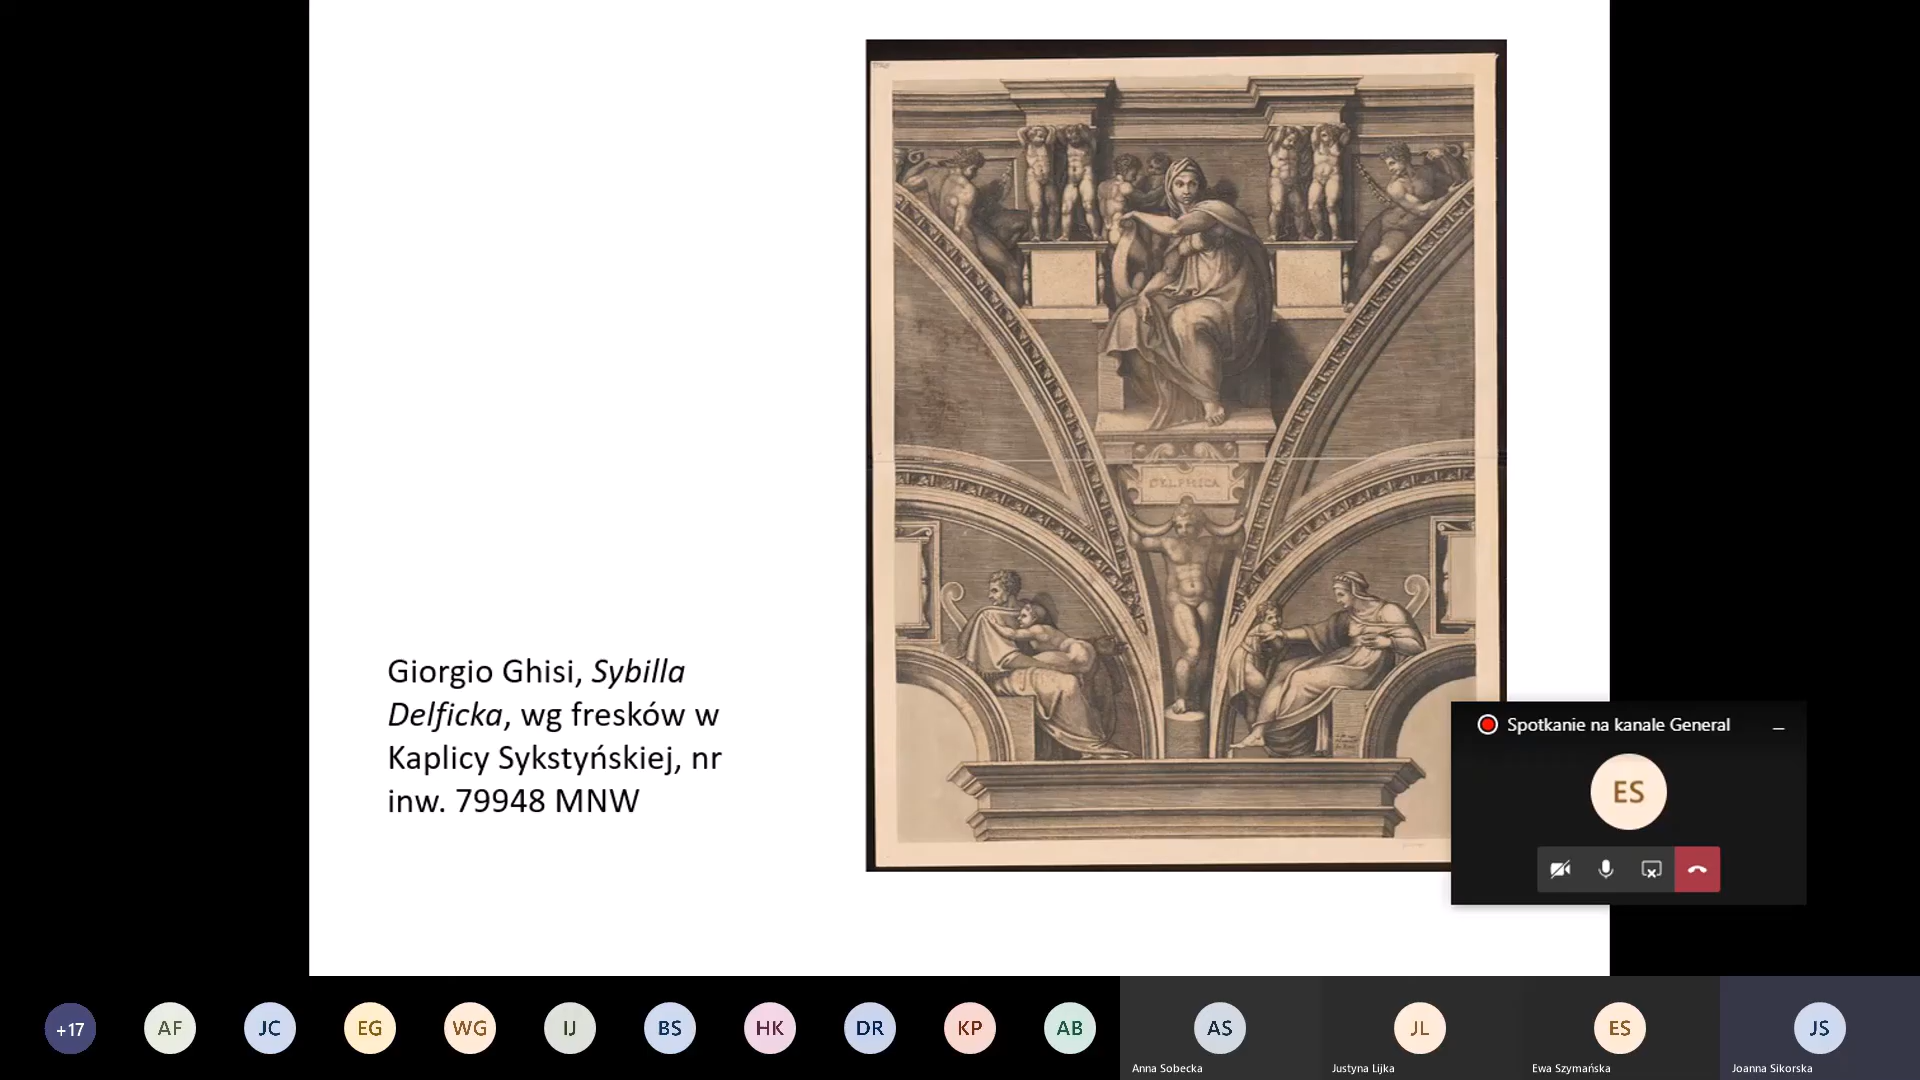 Giorgio Ghisi, Sybilla
Delficka, wg fresków w
Kaplicy Sykstyńskiej, nr
inw. 79948 MNW
DELPHICA
Spotkanie na kanale General
ES
+17
AF
JC
EG
WG
IJ
BS
HK
DR
KP
AB
AS
Anna Sobecka
JL
Justyna Lijka
ES
Ewa Szymańska
JS
Joanna Sikorska